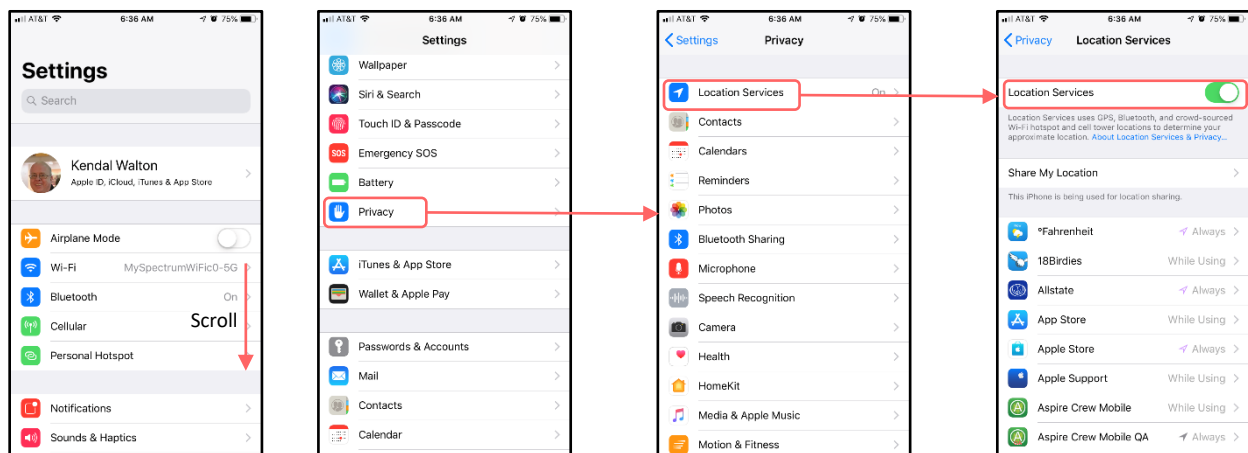 AT&T 6:36 AM 75%
Settings
Search
Kendal Walton
Apple ID, iCloud, iTunes & App Store
Airplane Mode
Wi-Fi MySpectrumWiFic0-5G
Bluetooth On
Cellular
Scroll
Personal Hotspot
Notifications
Sounds & Haptics
AT&T 6:36 AM 75%
Settings
Wallpaper
Siri & Search
Touch ID & Passcode
SOS Emergency SOS
Battery
Privacy
iTunes & App Store
Wallet & Apple Pay
Passwords & Accounts
Mail
Contacts
Calendar
AT&T 6:36 AM 75%
Settings Privacy
Location Services On
Contacts
Calendars
Reminders
Photos
Bluetooth Sharing
Microphone
Speech Recognition
Camera
Health
HomeKit
Media & Apple Music
Motion & Fitness
AT&T 6:36 AM 75%
Privacy Location Services
Location Services
Location Services uses GPS, Bluetooth, and crowd-sourced
Wi-Fi hotspot and cell tower locations to determine your
approximate location. About Location Services & Privacy...
Share My Location
This iPhone is being used for location sharing.
°Fahrenheit Always
18Birdies While Using
Allstate Always
App Store While Using
Apple Store Always
Apple Support While Using
Aspire Crew Mobile While Using
Aspire Crew Mobile QA Always